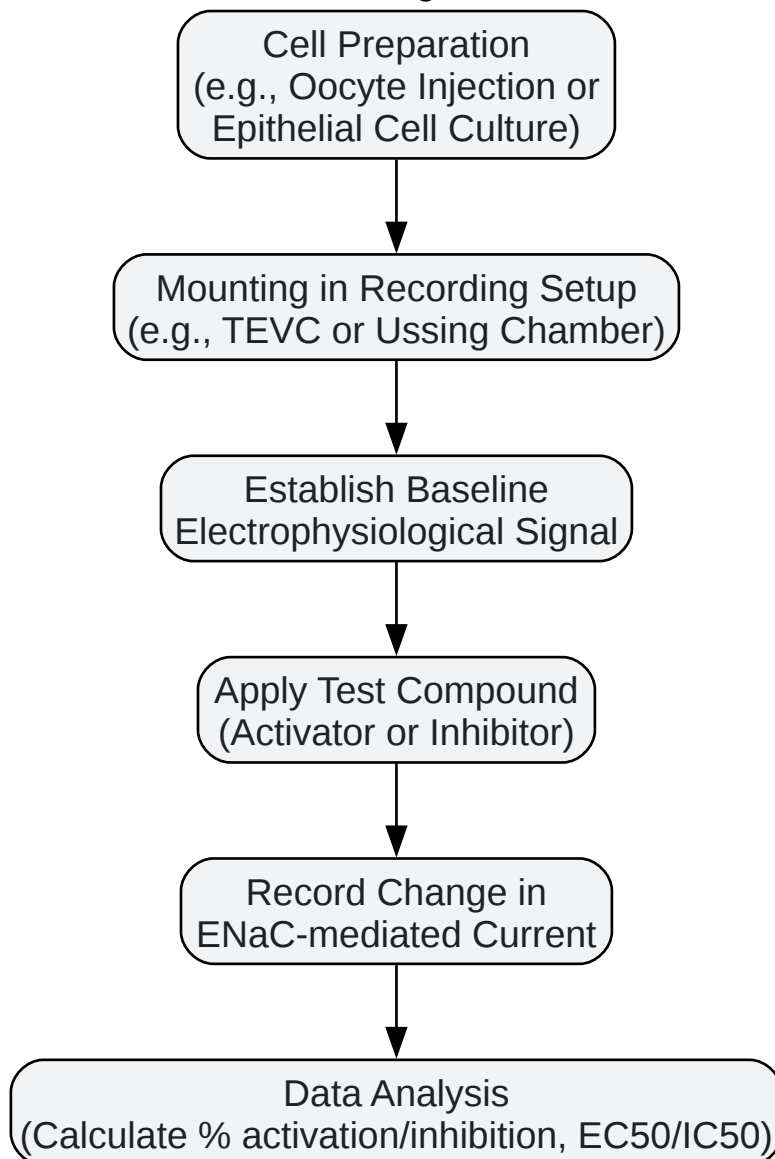 Cell Preparation
(e.g., Oocyte Injection or
Epithelial Cell Culture)
Mounting in Recording Setup
(e.g., TEVC or Ussing Chamber)
Establish Baseline
Electrophysiological Signal
Apply Test Compound
(Activator or Inhibitor)
Record Change in
ENaC-mediated Current
Data Analysis
(Calculate % activation/inhibition, EC50/IC50)